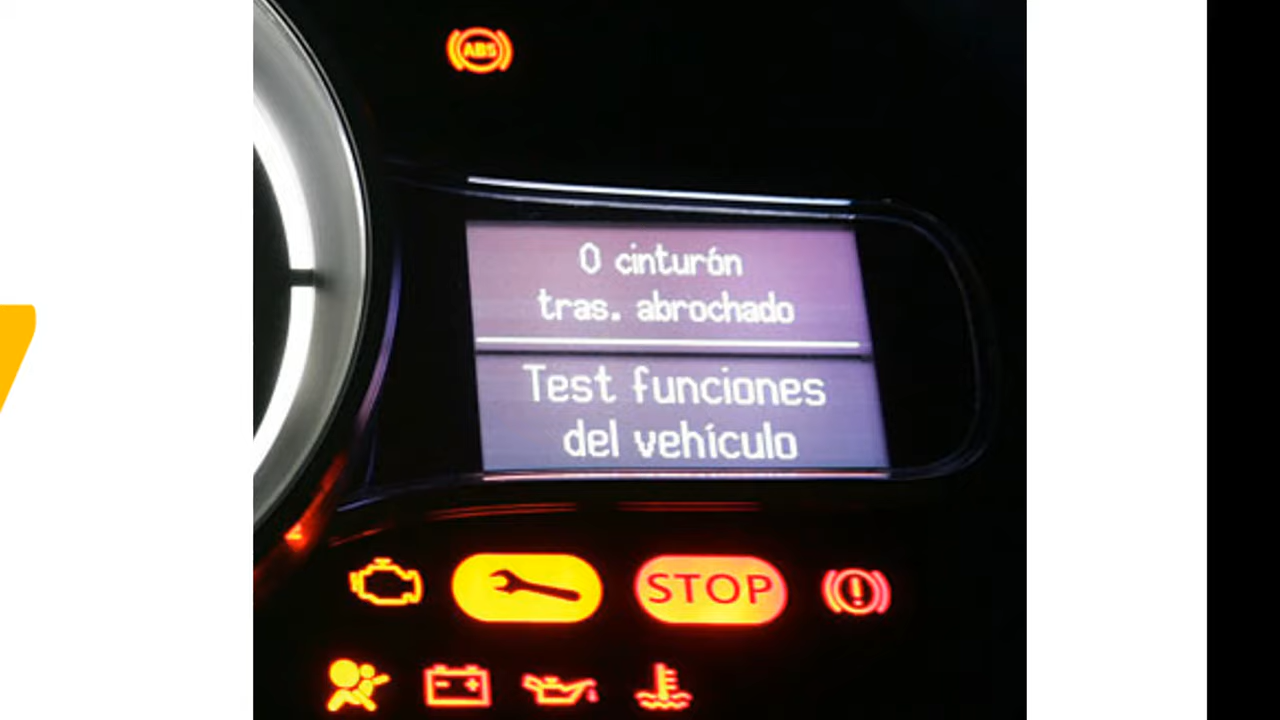 ABS
0 cinturón
tras. abrochado
Test funciones
del vehículo
STOP